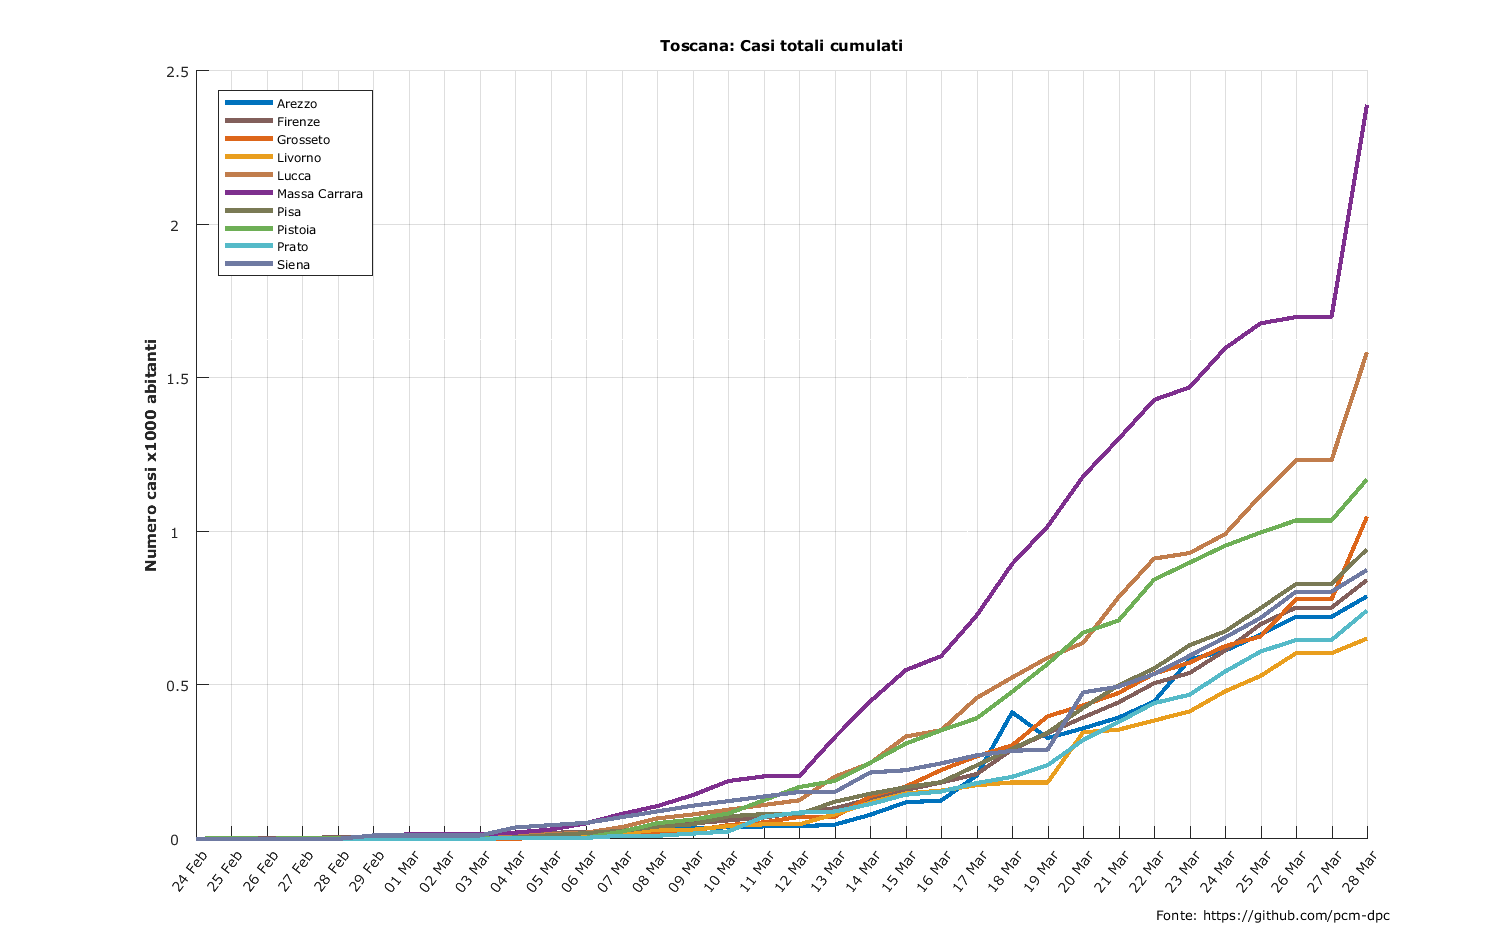 Toscana: Casi totali cumulati
2.5
2
1.5
1
0.5
0
Numero casi x1000 abitanti
Arezzo
Firenze
Grosseto
Livorno
Lucca
Massa Carrara
Pisa
Pistoia
Prato
Siena
24 Feb
25 Feb
26 Feb
27 Feb
28 Feb
29 Feb
01 Mar
02 Mar
03 Mar
04 Mar
05 Mar
06 Mar
07 Mar
08 Mar
09 Mar
10 Mar
11 Mar
12 Mar
13 Mar
14 Mar
15 Mar
16 Mar
17 Mar
18 Mar
19 Mar
20 Mar
21 Mar
22 Mar
23 Mar
24 Mar
25 Mar
26 Mar
27 Mar
28 Mar
Fonte: https://github.com/pcm-dpc